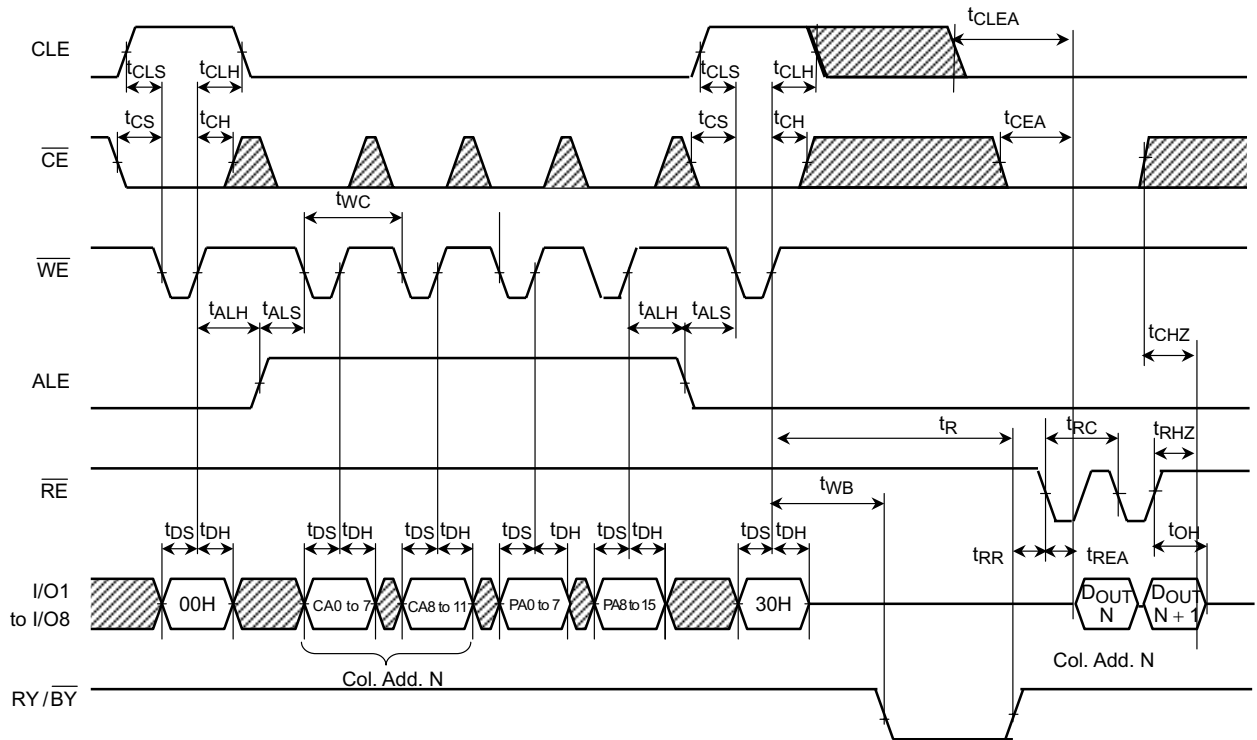 tCLEA
CLE
tCLS tCLH tCLS tCLH
tCS tCH tCS tCH tCEA
CE
tWC
WE
tALH tALS tALH tALS tCHZ
ALE
tR tRC tRHZ
RE
tWB
tDS tDH tDS tDH tDS tDH tDS tDH tDS tDH tDS tDH tRR tREA tOH
I/O1
to I/O8
00H CA0 to 7 CA8 to 11 PA0 to 7 PA8 to 15 30H
DOUT
N
DOUT
N + 1
Col. Add. N Col. Add. N
RY / BY